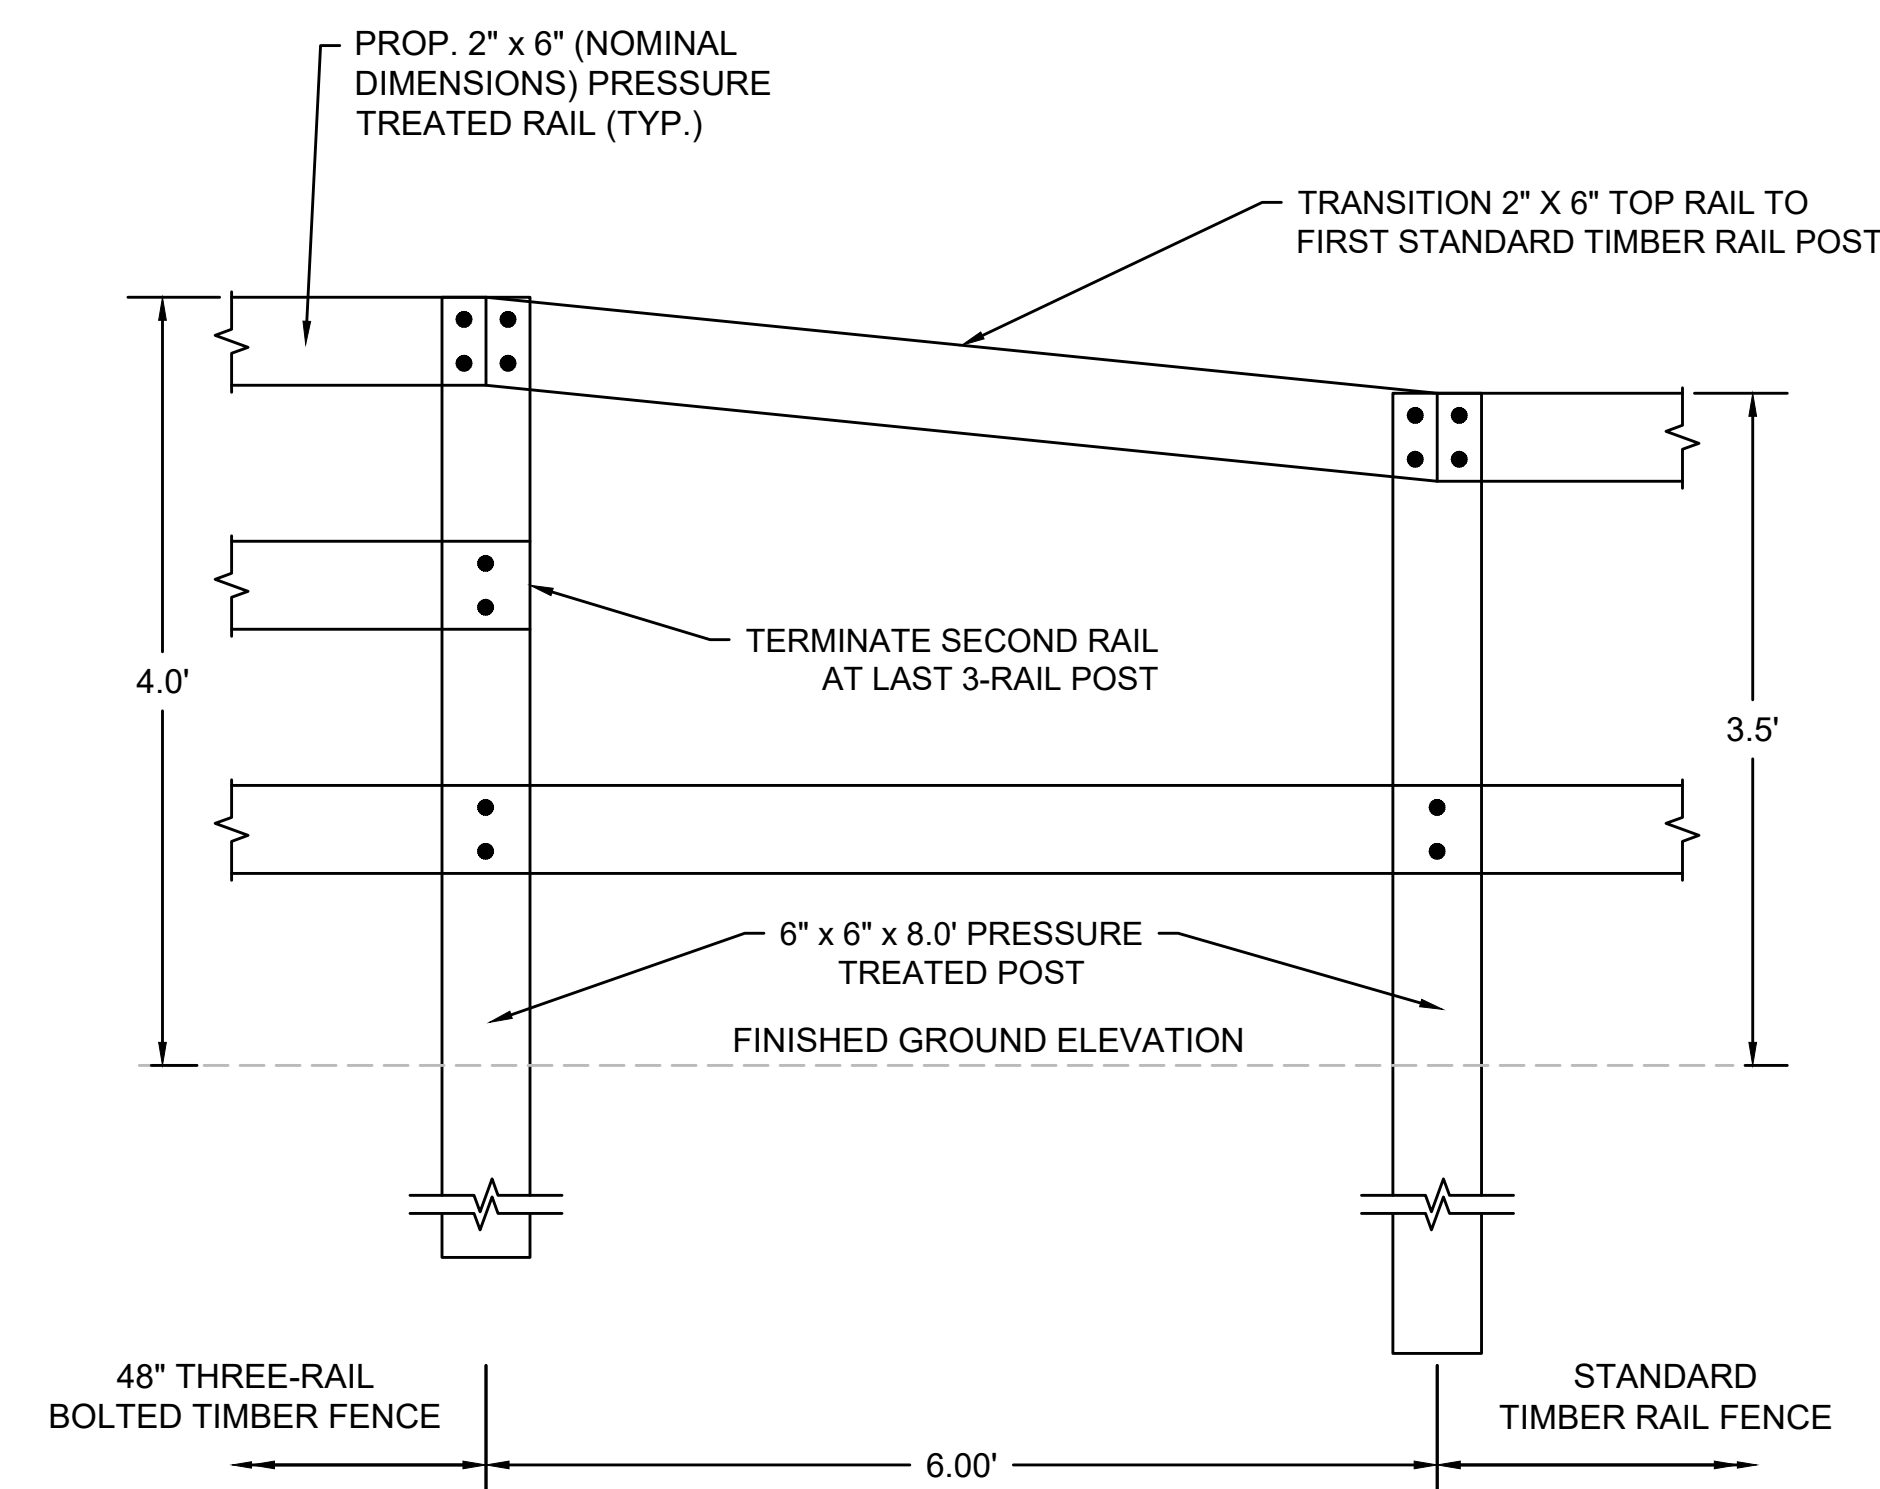 PROP. 2" x 6" (NOMINAL
DIMENSIONS) PRESSURE
TREATED RAIL (TYP.)
TRANSITION 2" X 6" TOP RAIL TO
FIRST STANDARD TIMBER RAIL POST
TERMINATE SECOND RAIL
AT LAST 3-RAIL POST
4.0'
3.5'
6" x 6" x 8.0' PRESSURE
TREATED POST
FINISHED GROUND ELEVATION
48" THREE-RAIL
BOLTED TIMBER FENCE
STANDARD
TIMBER RAIL FENCE
6.00'